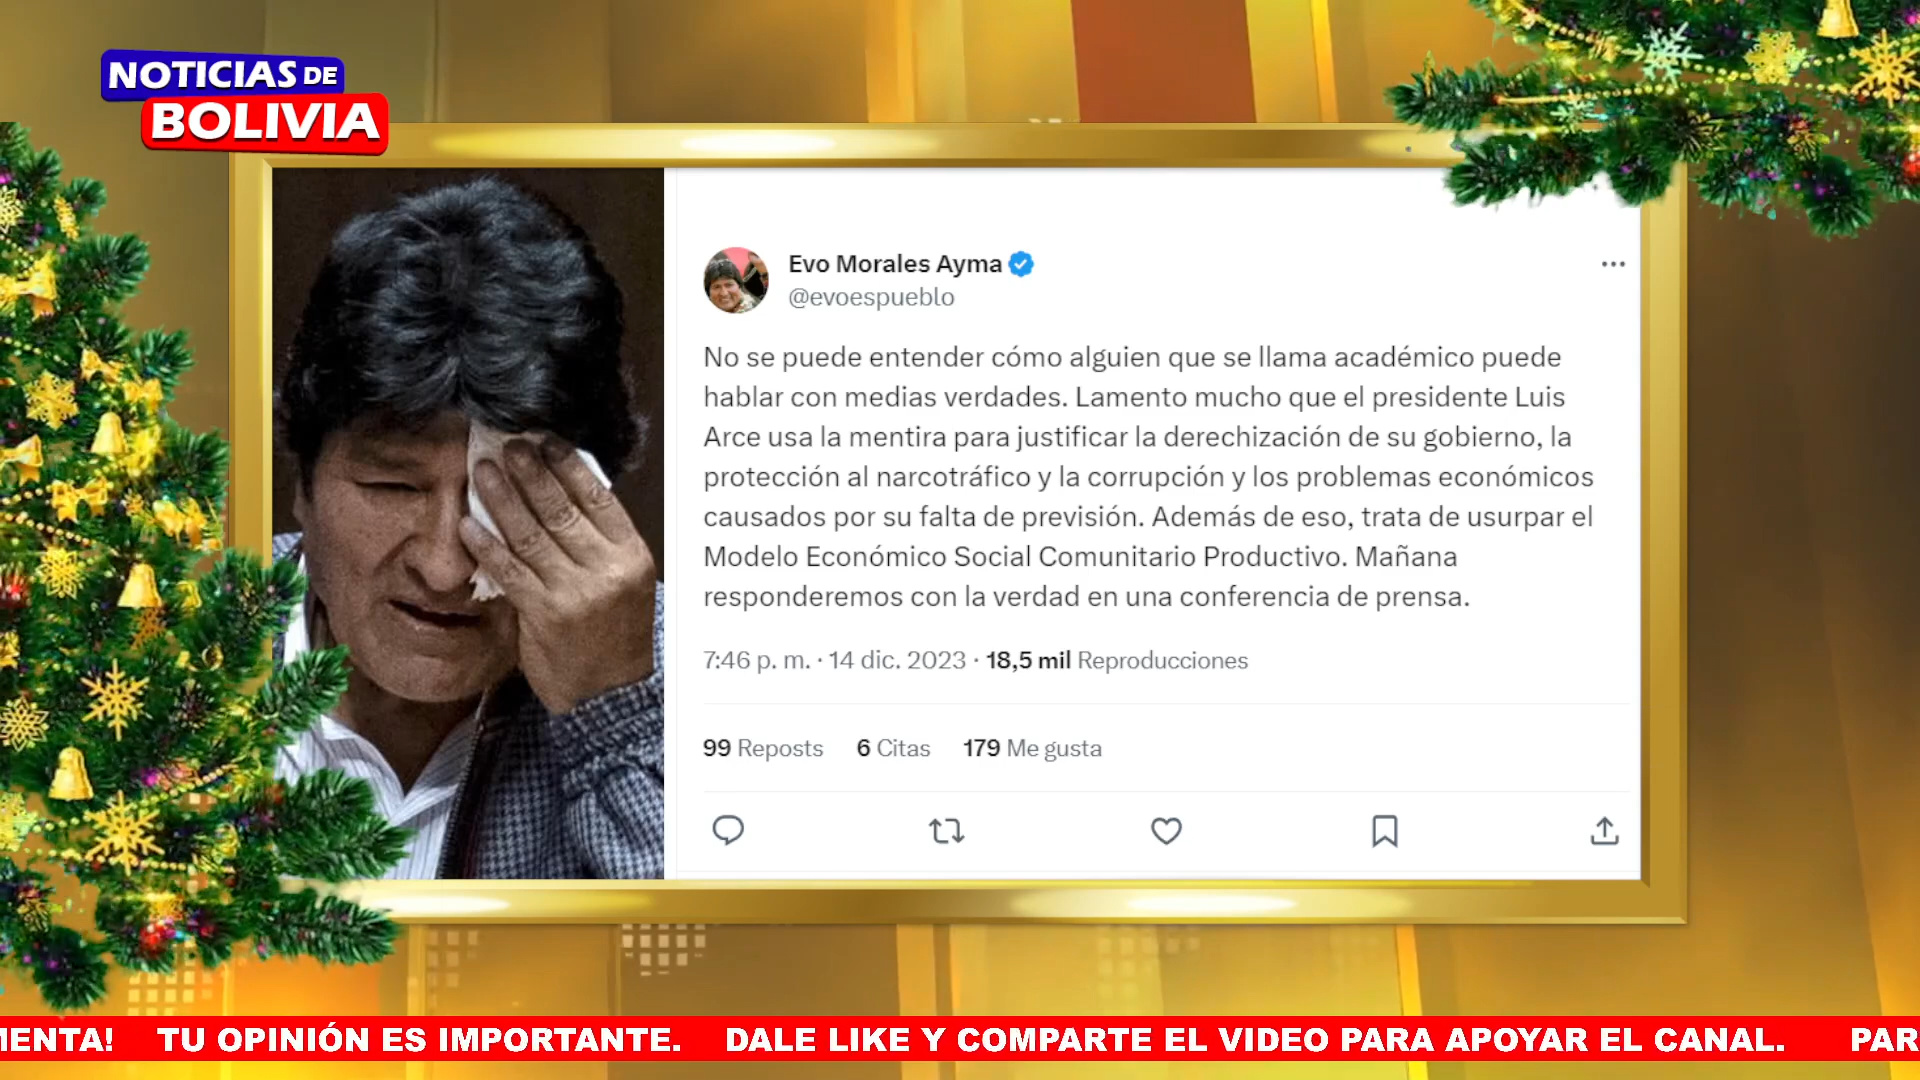 NOTICIAS DE
BOLIVIA
Evo Morales Ayma
@evoespueblo
No se puede entender cómo alguien que se llama académico puede
hablar con medias verdades. Lamento mucho que el presidente Luis
Arce usa la mentira para justificar la derechización de su gobierno, la
protección al narcotráfico y la corrupción y los problemas económicos
causados por su falta de previsión. Además de eso, trata de usurpar el
Modelo Económico Social Comunitario Productivo. Mañana
responderemos con la verdad en una conferencia de prensa.
7:46 p. m. · 14 dic. 2023 · 18,5 mil Reproducciones
99 Reposts 6 Citas 179 Me gusta
MENTA! TU OPINIÓN ES IMPORTANTE. DALE LIKE Y COMPARTE EL VIDEO PARA APOYAR EL CANAL. PAR